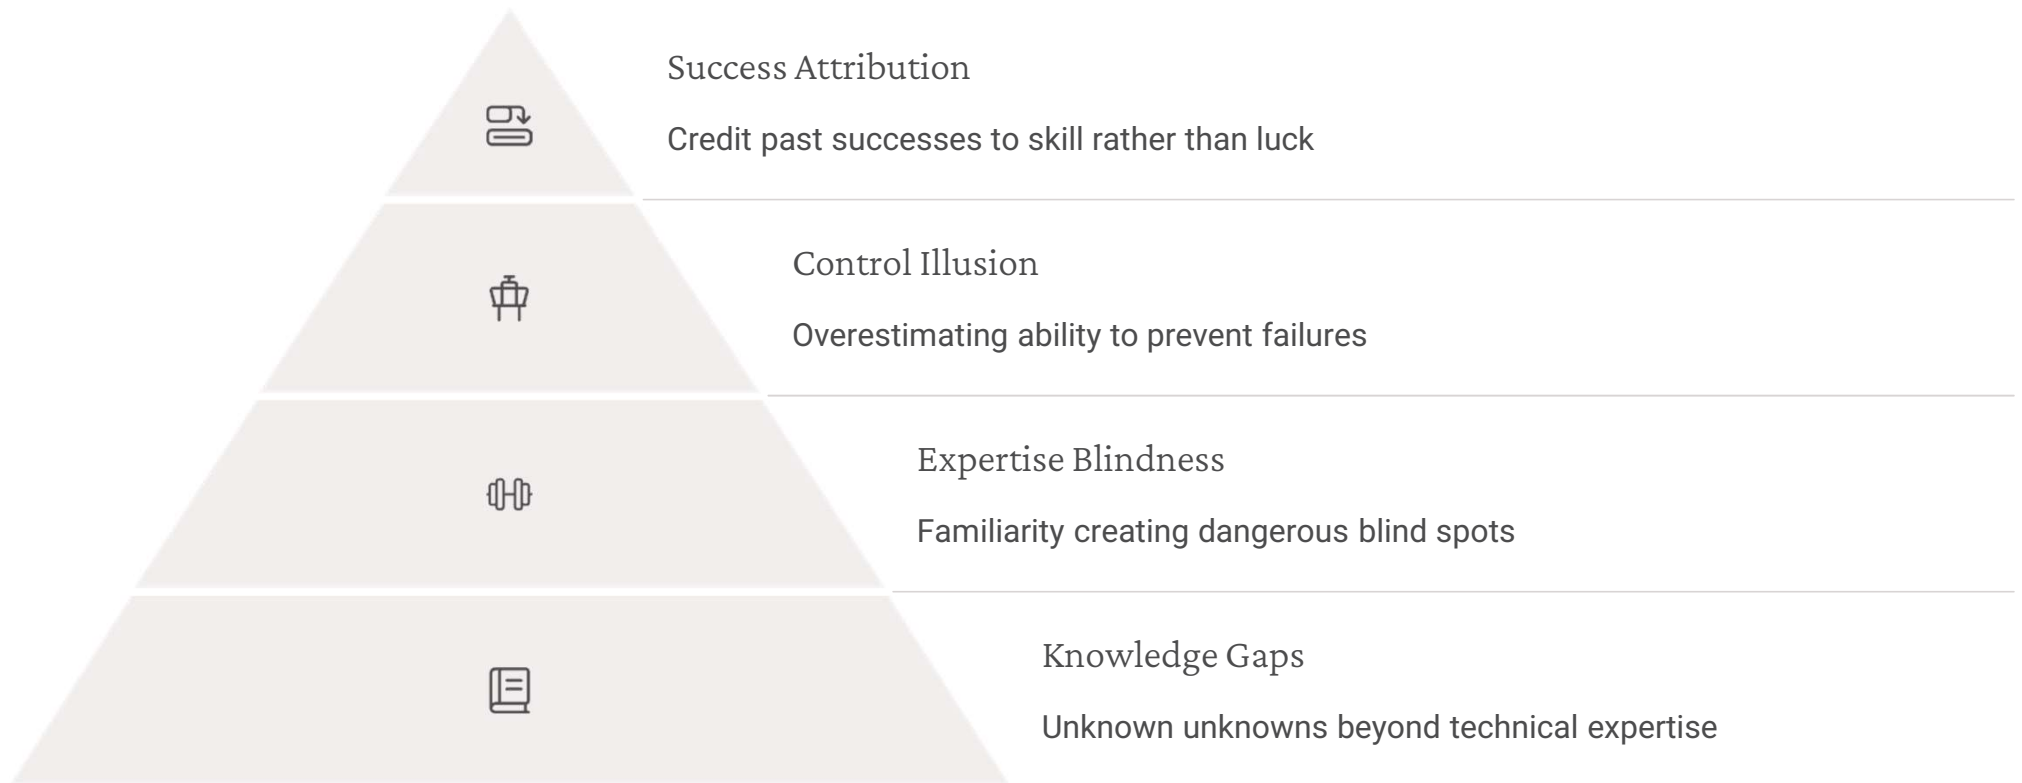 Success Attribution
Credit past successes to skill rather than luck
Control Illusion
Overestimating ability to prevent failures
Expertise Blindness
Familiarity creating dangerous blind spots
Knowledge Gaps
Unknown unknowns beyond technical expertise